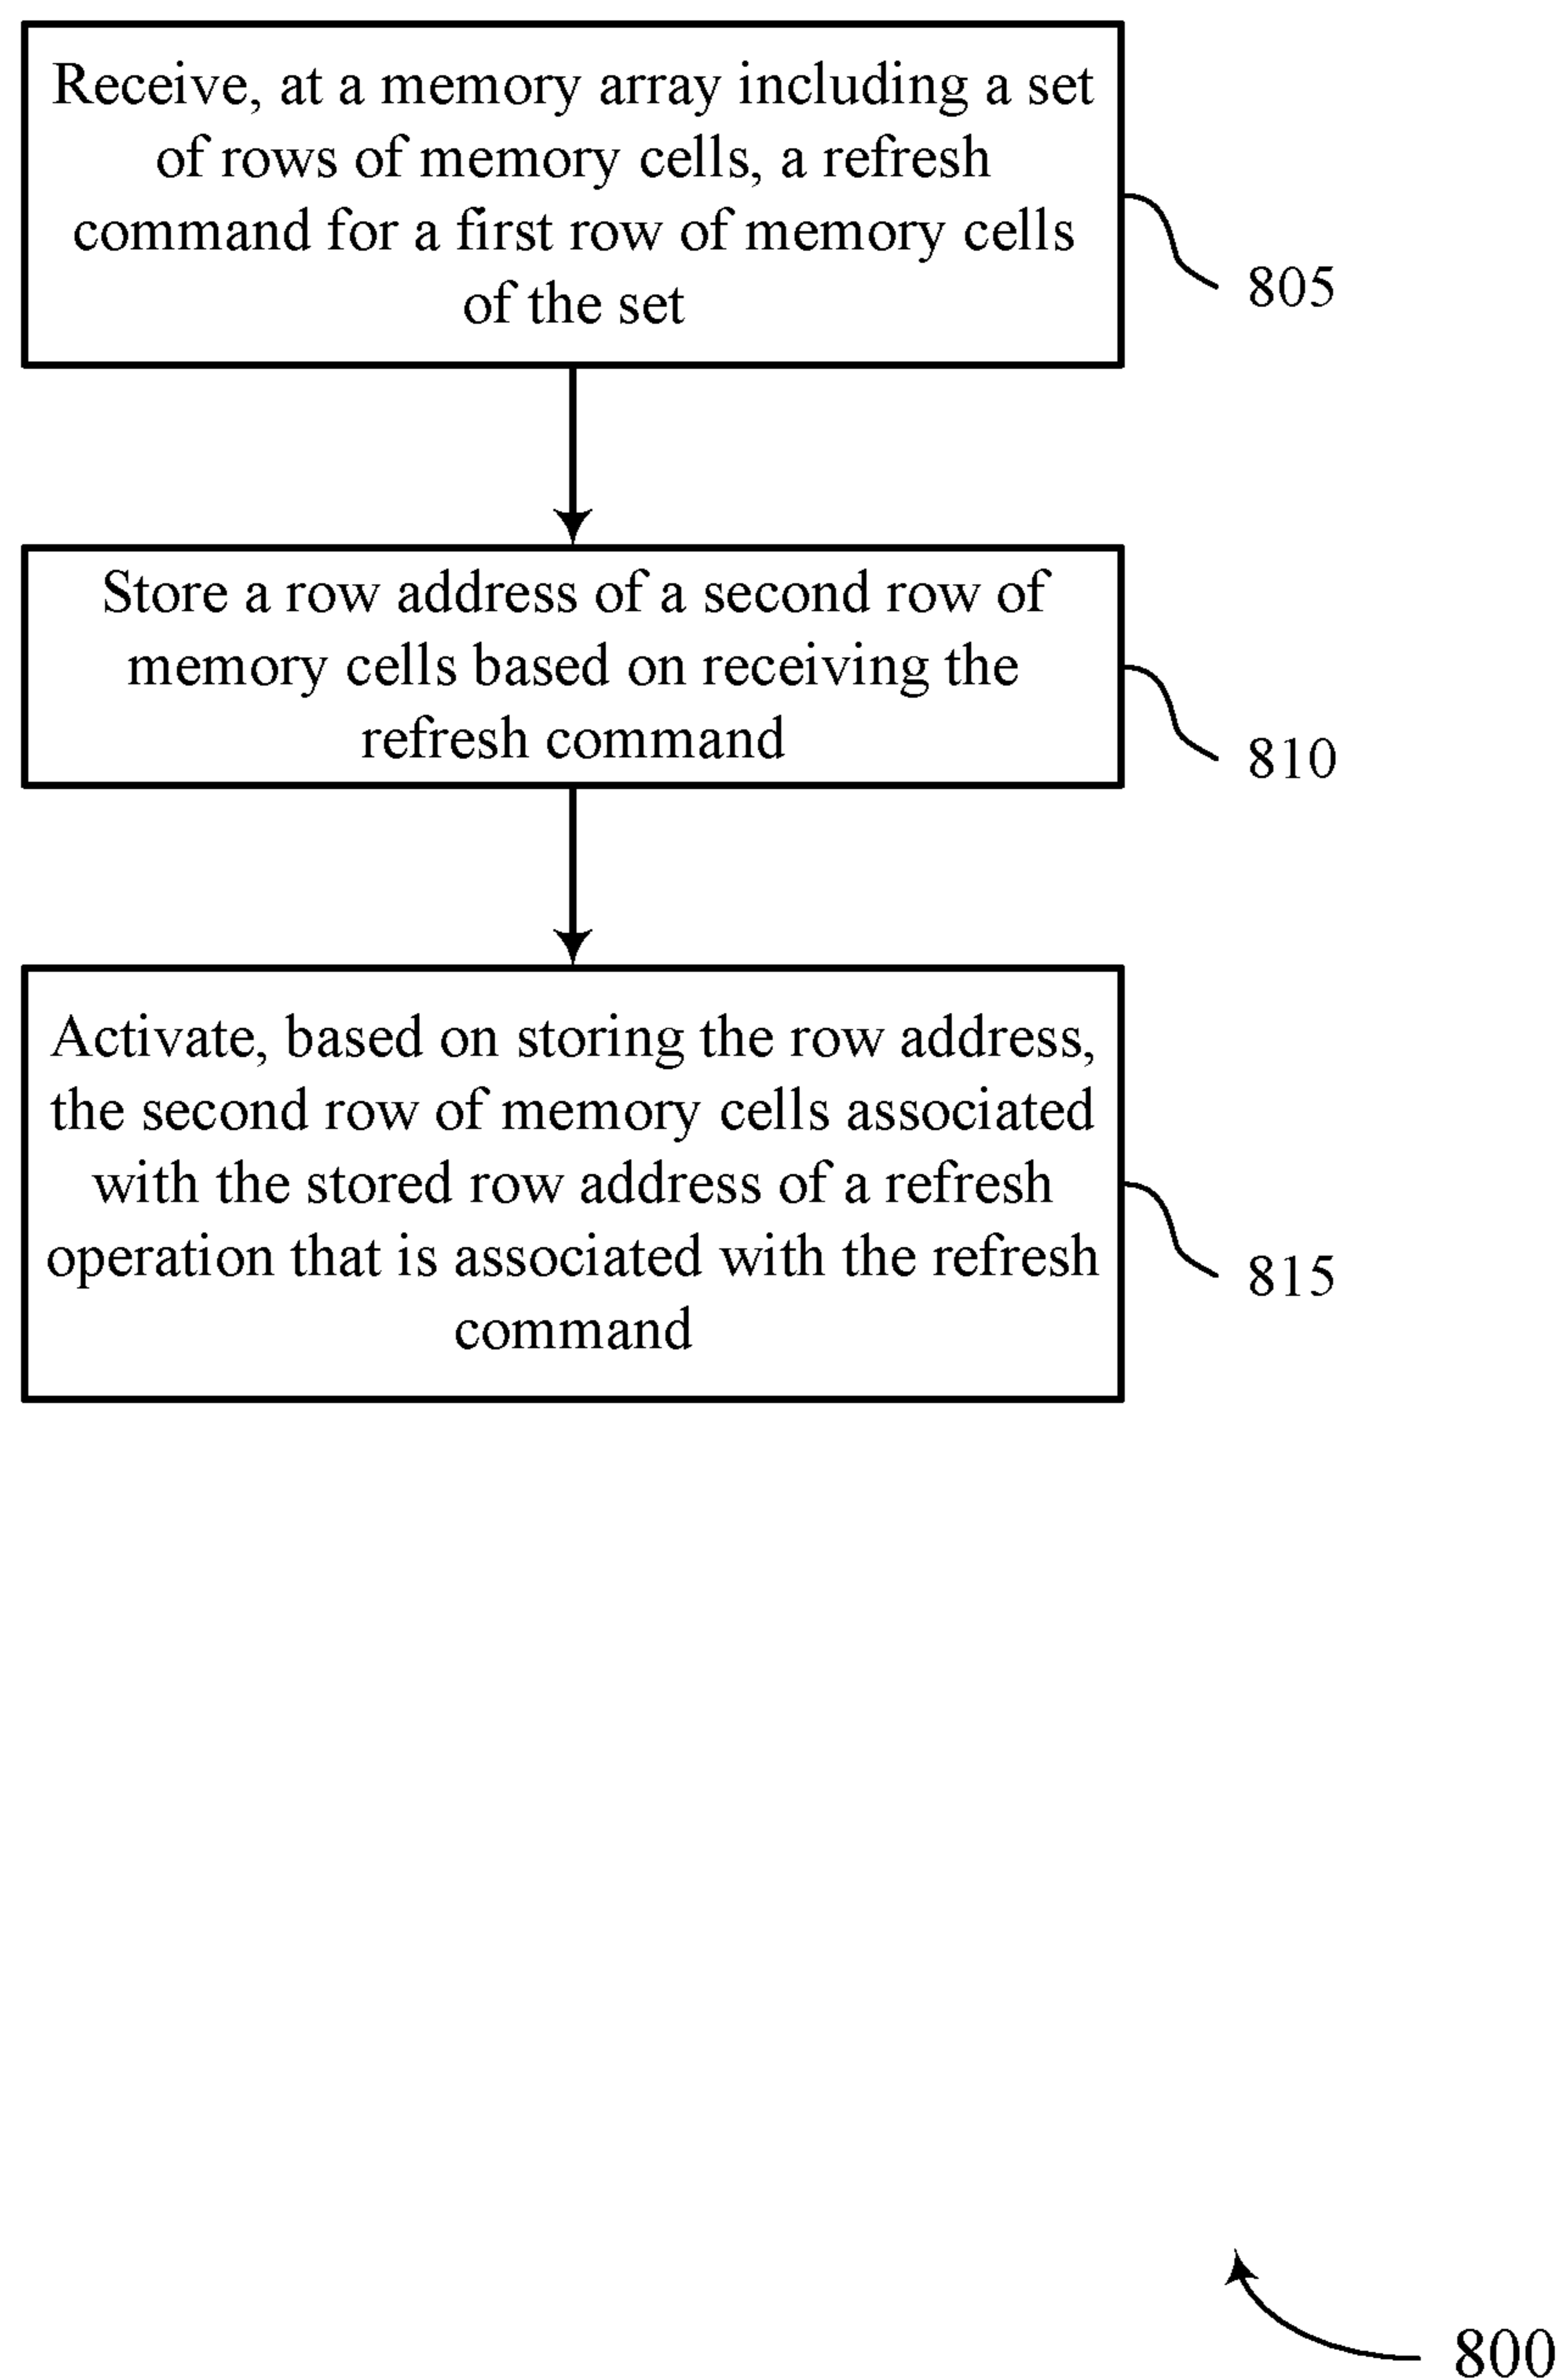 Receive, at a memory array including a set
of rows of memory cells, a refresh
command for a first row of memory cells
of the set
805
Store a row address of a second row of
memory cells based on receiving the
refresh command
810
Activate, based on storing the row address,
the second row of memory cells associated
with the stored row address of a refresh
operation that is associated with the refresh
command
815
800